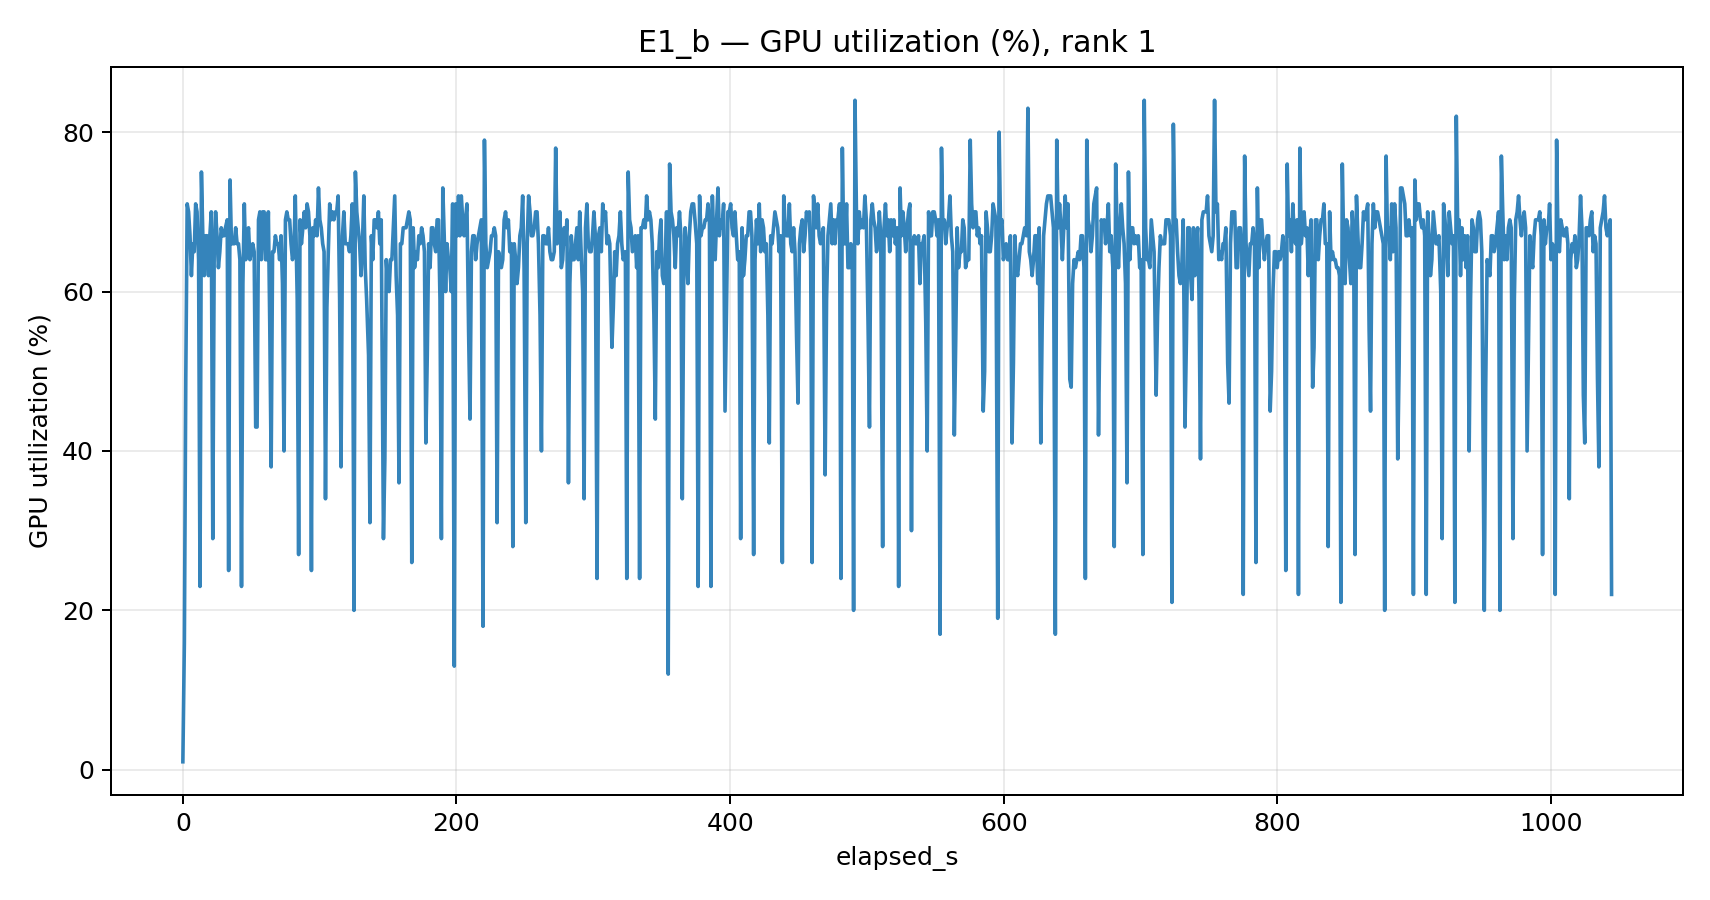 E1_b — GPU utilization (%), rank 1
GPU utilization (%)
80
60
40
20
0
0 200 400 600 800 1000
elapsed_s